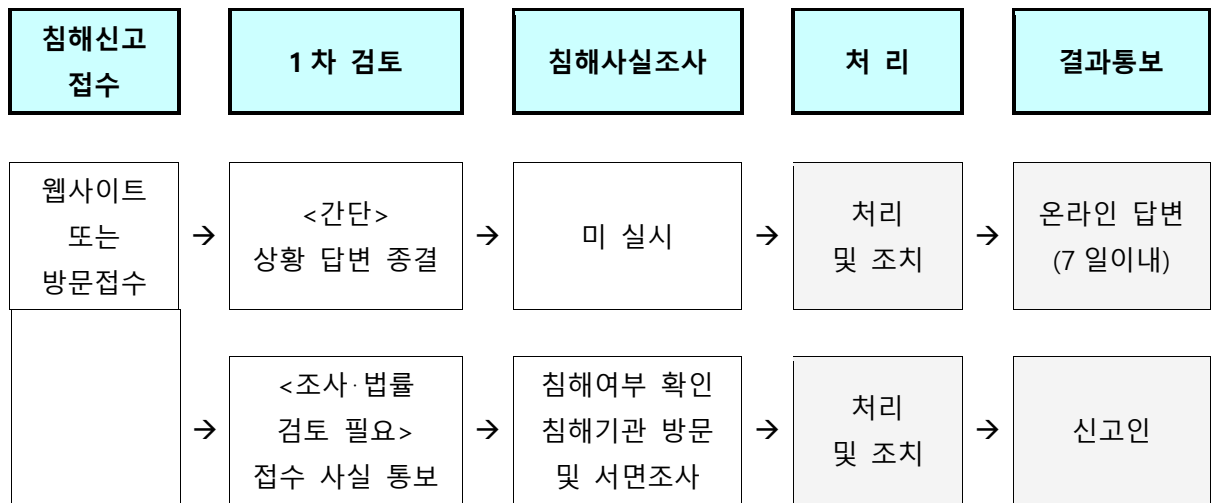 침해신고
접수
1차 검토
침해사실조사
처 리
결과통보
웹사이트
또는
방문접수
→
<간단>
상황 답변 종결
→
미 실시
→
처리
및 조치
→
온라인 답변
(7일이내)
→
<조사·법률
검토 필요>
접수 사실 통보
→
침해여부 확인
침해기관 방문
및 서면조사
→
처리
및 조치
→
신고인